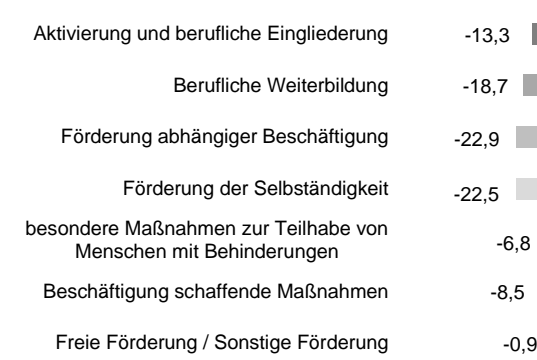 Aktivierung und berufliche Eingliederung -13,3
Berufliche Weiterbildung -18,7
Förderung abhängiger Beschäftigung -22,9
Förderung der Selbständigkeit -22,5
besondere Maßnahmen zur Teilhabe von
Menschen mit Behinderungen -6,8
Beschäftigung schaffende Maßnahmen -8,5
Freie Förderung / Sonstige Förderung -0,9